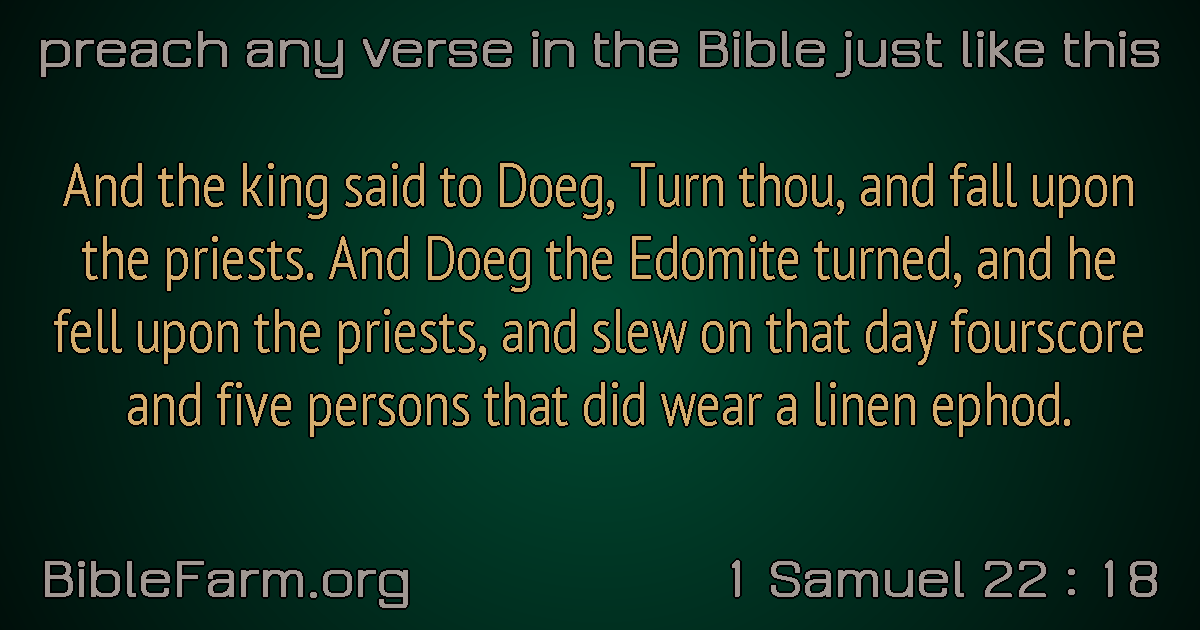 preach any verse in the Bible just like this
And the king said to Doeg, Turn thou, and fall upon
the priests. And Doeg the Edomite turned, and he
fell upon the priests, and slew on that day fourscore
and five persons that did wear a linen ephod.
BibleFarm.org
1 Samuel 22 : 18